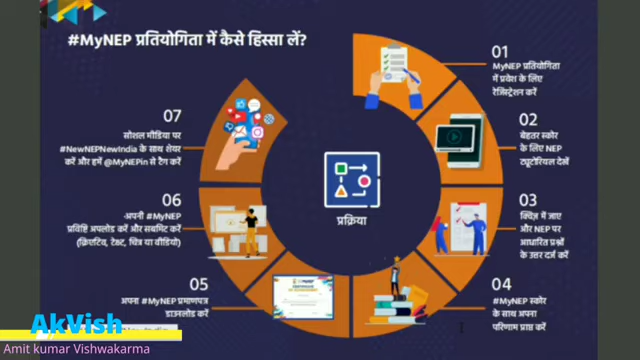 #MyNEP प्रतियोगिता में कैसे हिस्सा लें?
01
MyNEP प्रतियोगिता
में प्रवेश के लिए
रेजिस्ट्रेशन करें
02
बेहतर स्कोर
के लिए NEP
ट्यूटोरियल देखें
03
क्विज़ में जाए
और NEP पर
आधारित प्रश्नों
के उत्तर दर्ज करें
04
#MyNEP स्कोर
के साथ अपना
परिणाम प्राप्त करें
05
अपना #MyNEP प्रमाणपत्र
डाउनलोड करें
06
अपनी #MyNEP
प्रविष्टि अपलोड करें और सबमिट करें
(क्रिएटिव, टेक्स्ट, चित्र या वीडियो)
07
सोशल मीडिया पर
#NewNEPNewIndia के साथ शेयर
करें और हमें @MyNEPin से टैग करें
प्रक्रिया
AkVish
Amit kumar Vishwakarma